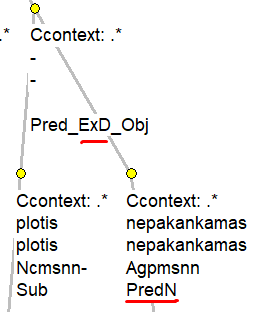 .* Ccontext: .*
-
-
Pred_ExD_Obj
Ccontext: .* Ccontext: .*
plotis nepakankamas
plotis nepakankamas
Ncmsnn- Agpmsnn
Sub PredN